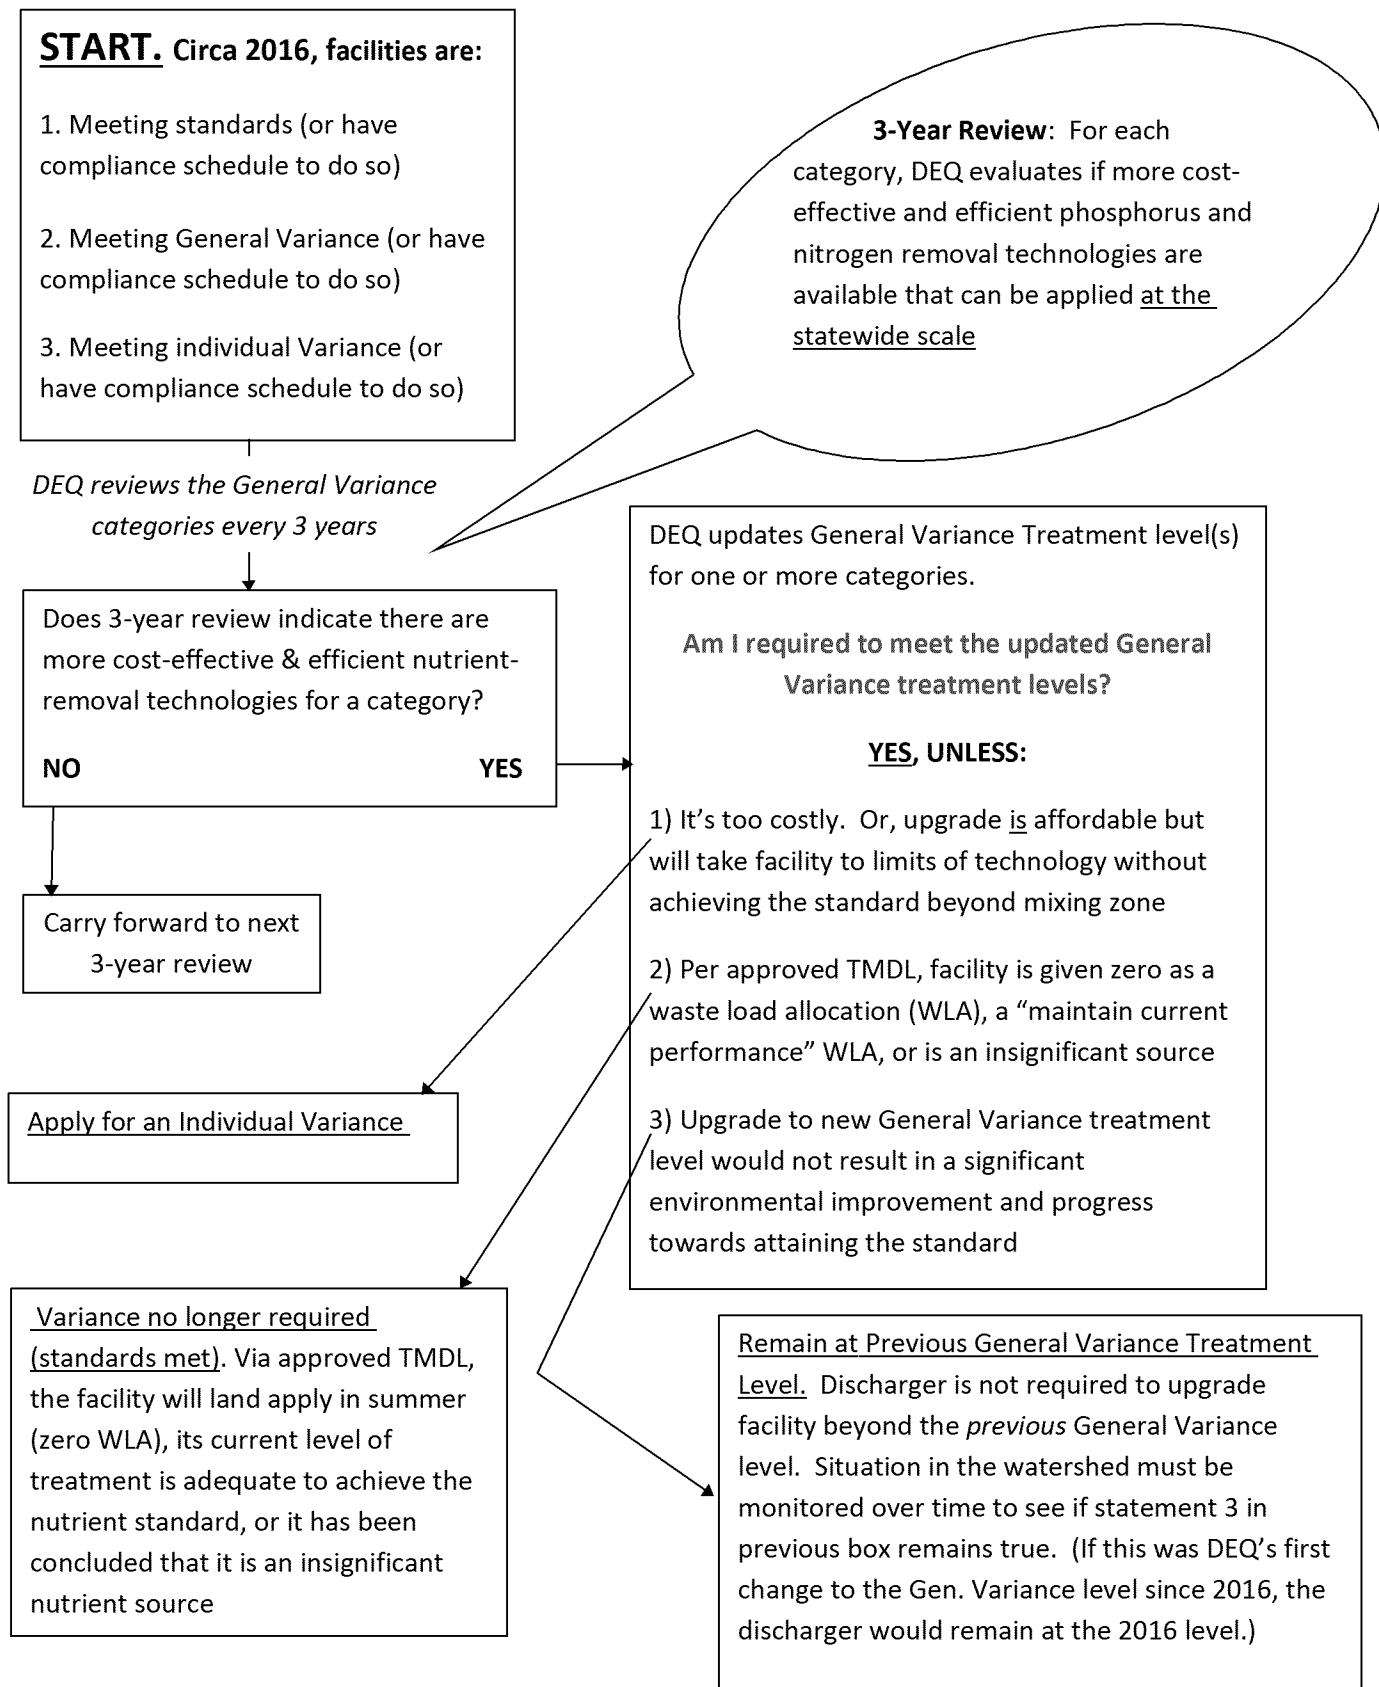 START. Circa 2016, facilities are:
1. Meeting standards (or have
compliance schedule to do so)
2. Meeting General Variance (or have
compliance schedule to do so)
3. Meeting individual Variance (or
have compliance schedule to do so)
3-Year Review:  For each
category, DEQ evaluates if more cost-
effective and efficient phosphorus and
nitrogen removal technologies are
available that can be applied at the
statewide scale
DEQ reviews the General Variance
categories every 3 years
Does 3-year review indicate there are
more cost-effective & efficient nutrient-
removal technologies for a category?
NO YES
Carry forward to next
3-year review
DEQ updates General Variance Treatment level(s)
for one or more categories.
Am I required to meet the updated General
Variance treatment levels?
YES, UNLESS:
1) It’s too costly.  Or, upgrade is affordable but
will take facility to limits of technology without
achieving the standard beyond mixing zone
2) Per approved TMDL, facility is given zero as a
waste load allocation (WLA), a “maintain current
performance” WLA, or is an insignificant source
3) Upgrade to new General Variance treatment
level would not result in a significant
environmental improvement and progress
towards attaining the standard
Apply for an Individual Variance
Variance no longer required
(standards met). Via approved TMDL,
the facility will land apply in summer
(zero WLA), its current level of
treatment is adequate to achieve the
nutrient standard, or it has been
concluded that it is an insignificant
nutrient source
Remain at Previous General Variance Treatment
Level.  Discharger is not required to upgrade
facility beyond the previous General Variance
level.  Situation in the watershed must be
monitored over time to see if statement 3 in
previous box remains true.  (If this was DEQ’s first
change to the Gen. Variance level since 2016, the
discharger would remain at the 2016 level.)